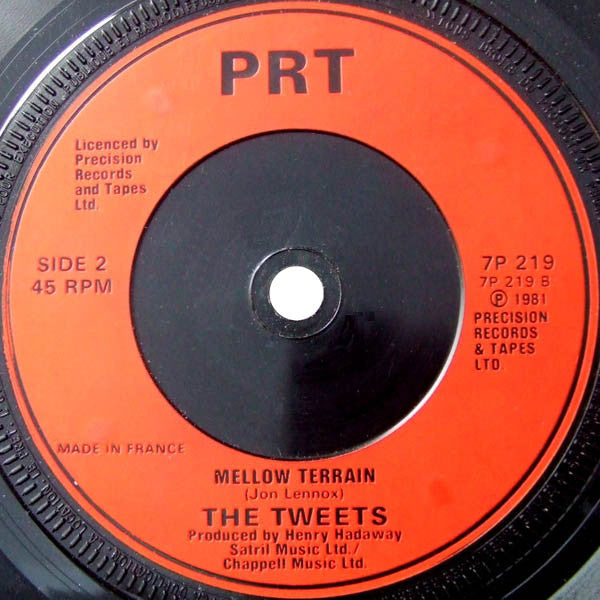 PRT
Licenced by
Precision
Records
and Tapes
Ltd.
SIDE 2
45 RPM
7P 219
7P 219 B
Ⓟ 1981
PRECISION
RECORDS
& TAPES
LTD.
MADE IN FRANCE
MELLOW TERRAIN
(Jon Lennox)
THE TWEETS
Produced by Henry Hadaway
Satril Music Ltd./
Chappell Music Ltd.